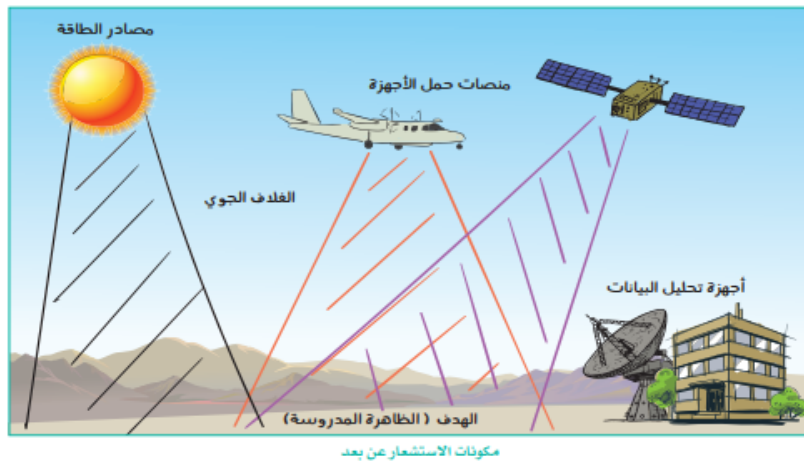 مصادر الطاقة
منصات حمل الأجهزة
الغلاف الجوي
أجهزة تحليل البيانات
الهدف (الظاهرة المدروسة)
مكونات الاستشعار عن بعد